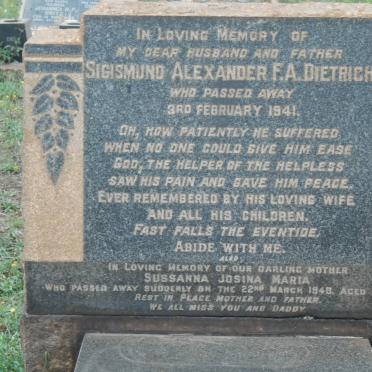 IN LOVING MEMORY OF
MY DEAR HUSBAND AND FATHER
SIGISMUND ALEXANDER F.A. DIETRICH
WHO PASSED AWAY
3RD FEBRUARY 1941.
OH, HOW PATIENTLY HE SUFFERED
WHEN NO ONE COULD GIVE HIM EASE
GOD, THE HELPER OF THE HELPLESS
SAW HIS PAIN AND GAVE HIM PEACE.
EVER REMEMBERED BY HIS LOVING WIFE
AND ALL HIS CHILDREN.
FAST FALLS THE EVENTIDE.
ABIDE WITH ME.
ALSO
IN LOVING MEMORY OF OUR DARLING MOTHER
SUSSANNA JOSINA MARIA
WHO PASSED AWAY SUDDENLY ON THE 22ND MARCH 1948, AGED
REST IN PEACE MOTHER AND FATHER.
WE ALL MISS YOU AND DADDY